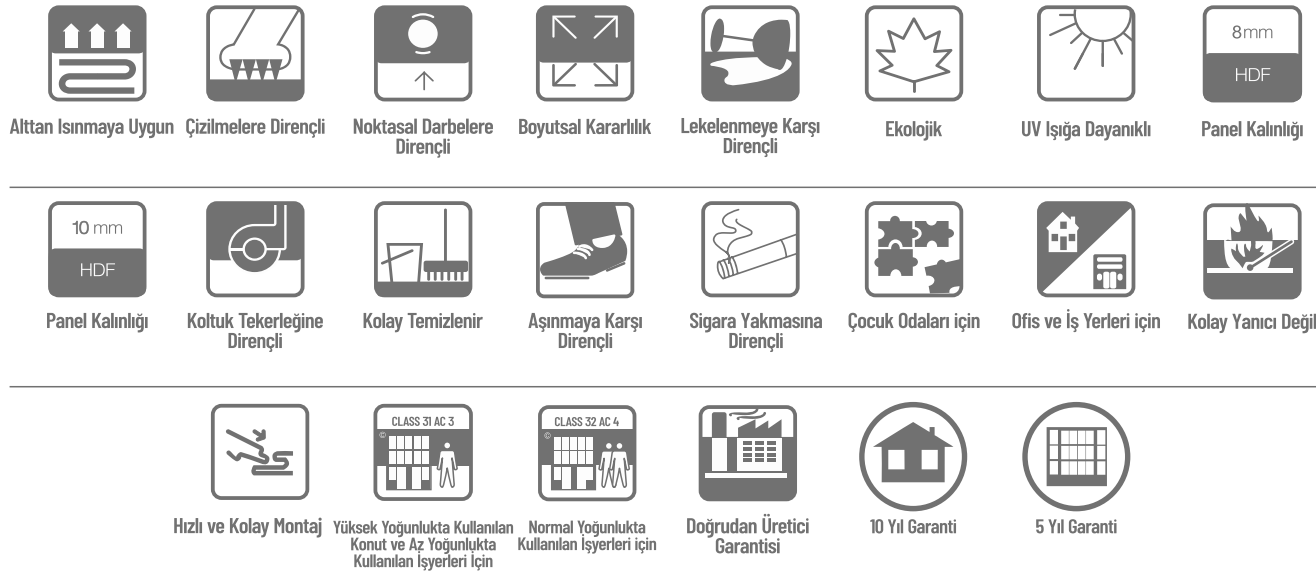 8mm
HDF
Alttan Isınmaya Uygun
Çizilmelere Dirençli
Noktasal Darbelere
Dirençli
Boyutsal Kararlılık
Lekelenmeye Karşı
Dirençli
Ekolojik
UV Işığa Dayanıklı
Panel Kalınlığı
10 mm
HDF
Panel Kalınlığı
Koltuk Tekerleğine
Dirençli
Kolay Temizlenir
Aşınmaya Karşı
Dirençli
Sigara Yakmasına
Dirençli
Çocuk Odaları için
Ofis ve İş Yerleri için
Kolay Yanıcı Değil
Hızlı ve Kolay Montaj
CLASS 31 AC 3
©
Yüksek Yoğunlukta Kullanılan
Konut ve Az Yoğunlukta
Kullanılan İşyerleri İçin
CLASS 32 AC 4
©
Normal Yoğunlukta
Kullanılan İşyerleri için
Doğrudan Üretici
Garantisi
10 Yıl Garanti
5 Yıl Garanti